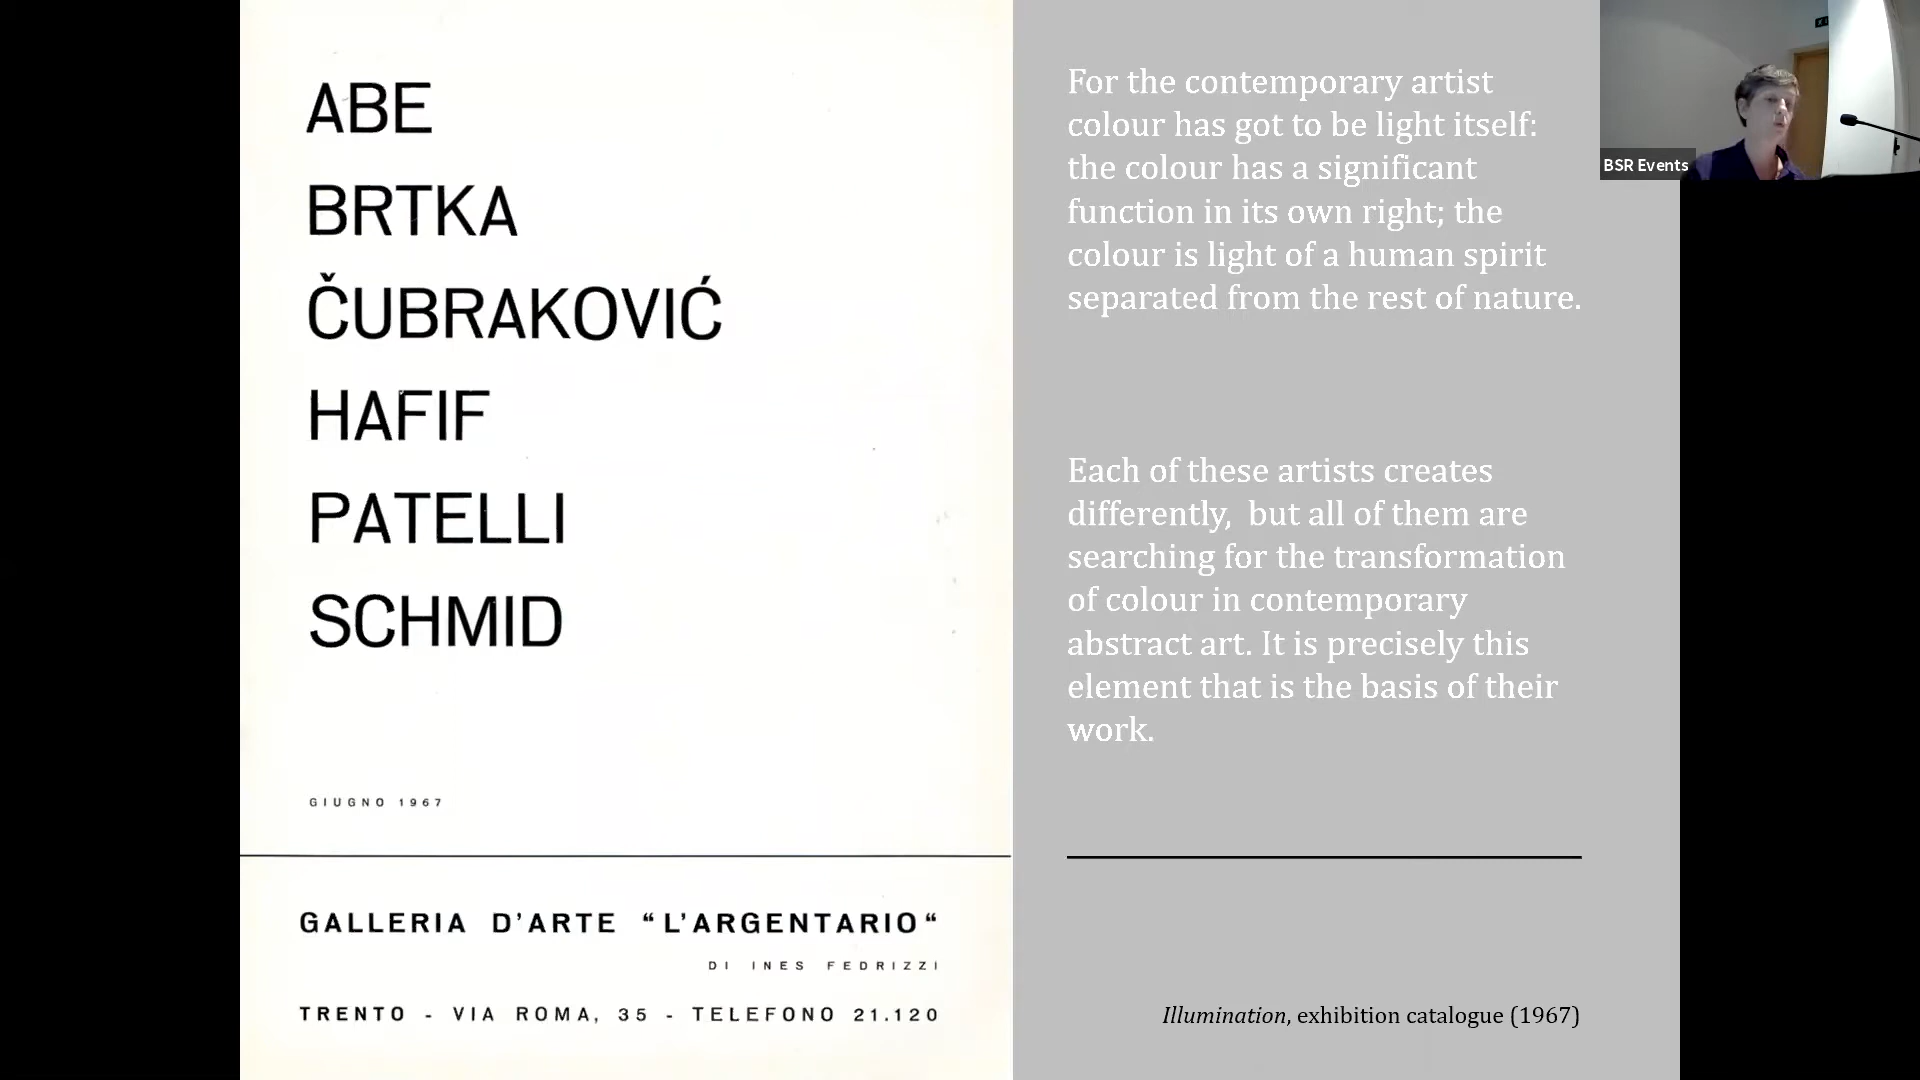 ABE
BRTKA
ČUBRAKOVIĆ
HAFIF
PATELLI
SCHMID
GIUGNO 1967
GALLERIA D'ARTE “L'ARGENTARIO“
DI INES FEDRIZZI
TRENTO - VIA ROMA, 35 - TELEFONO 21.120
For the contemporary artist
colour has got to be light itself:
the colour has a significant
function in its own right; the
colour is light of a human spirit
separated from the rest of nature.
Each of these artists creates
differently,  but all of them are
searching for the transformation
of colour in contemporary
abstract art. It is precisely this
element that is the basis of their
work.
Illumination, exhibition catalogue (1967)
BSR Events